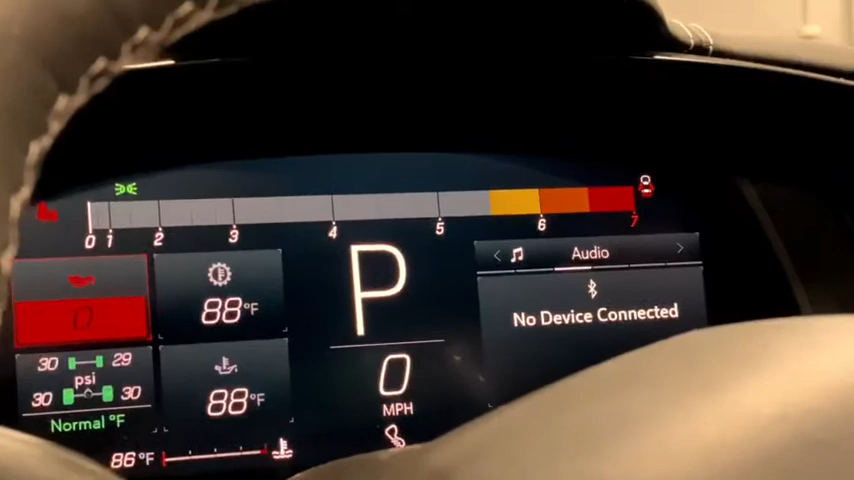 0 1 2 3 4 5 6 7
Audio
P
No Device Connected
0
88 °F
30 29
psi
30 30
Normal °F
88 °F
0
MPH
86 °F